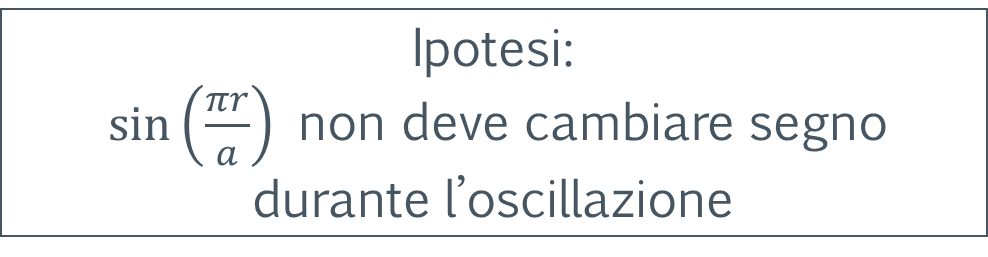 Ipotesi:
sin (πr/a) non deve cambiare segno
durante l’oscillazione